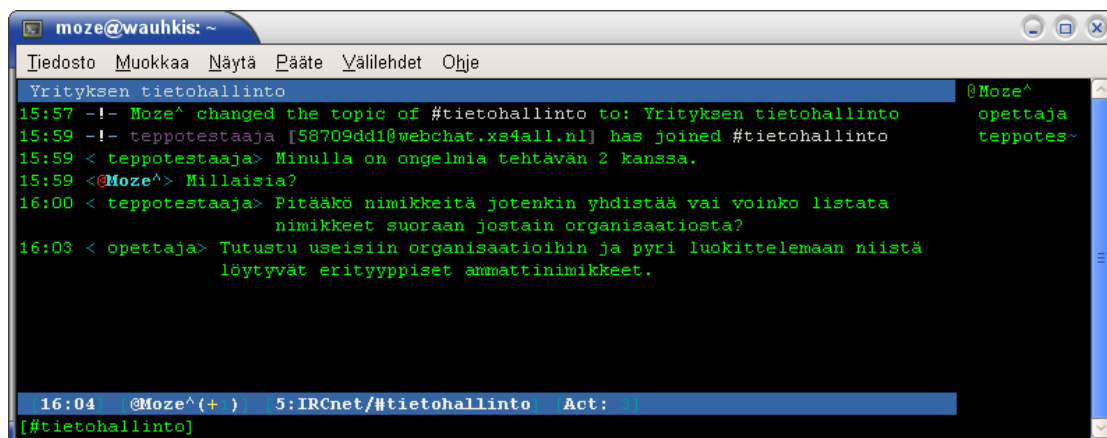 moze@wauhkis: ~
Tiedosto Muokkaa Näytä Pääte Välilehdet Ohje
Yrityksen tietohallinto
@Moze^
15:57 -!- Moze^ changed the topic of #tietohallinto to: Yrityksen tietohallinto
opettaja
15:59 -!- teppotestaaja [58709dd1@webchat.xs4all.nl] has joined #tietohallinto
teppotes~
15:59 < teppotestaaja> Minulla on ongelmia tehtävän 2 kanssa.
15:59 <@Moze^> Millaisia?
16:00 < teppotestaaja> Pitääkö nimikkeitä jotenkin yhdistää vai voinko listata
nimikkeet suoraan jostain organisaatiosta?
16:03 < opettaja> Tutustu useisiin organisaatioihin ja pyri luokittelemaan niistä
löytyvät erityyppiset ammattinimikkeet.
[16:04] [@Moze^(+i)] [5:IRCnet/#tietohallinto] [Act: 3]
[#tietohallinto]